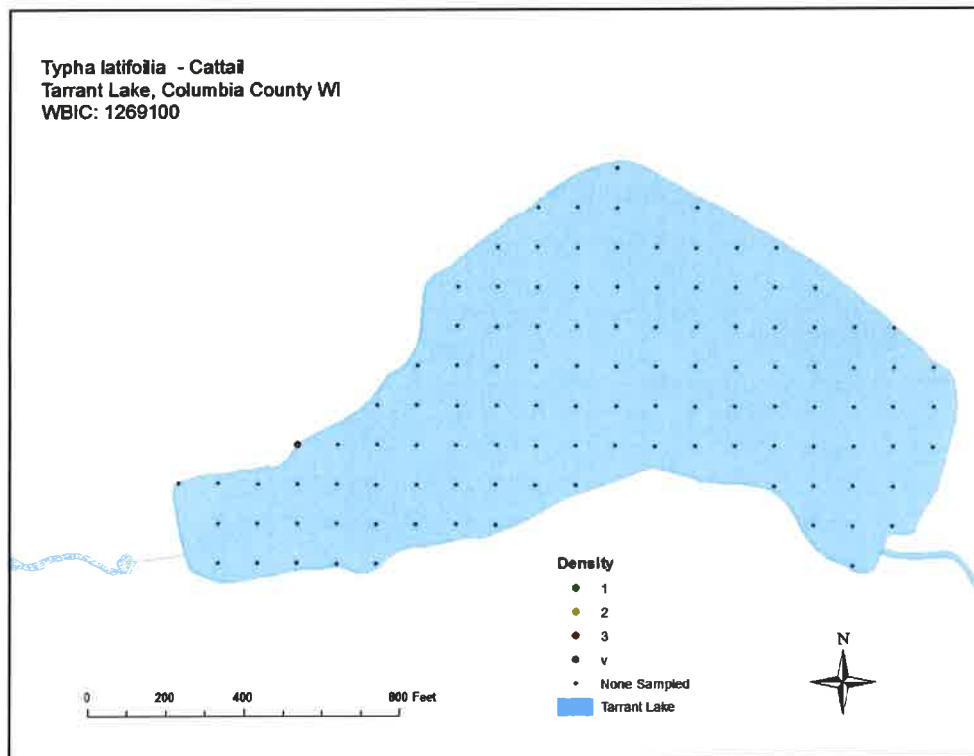 Typha latifoilia - Cattail
Tarrant Lake, Columbia County WI
WBIC: 1269100
Density
1
2
3
v
None Sampled
Tarrant Lake
N
0 200 400 800 Feet